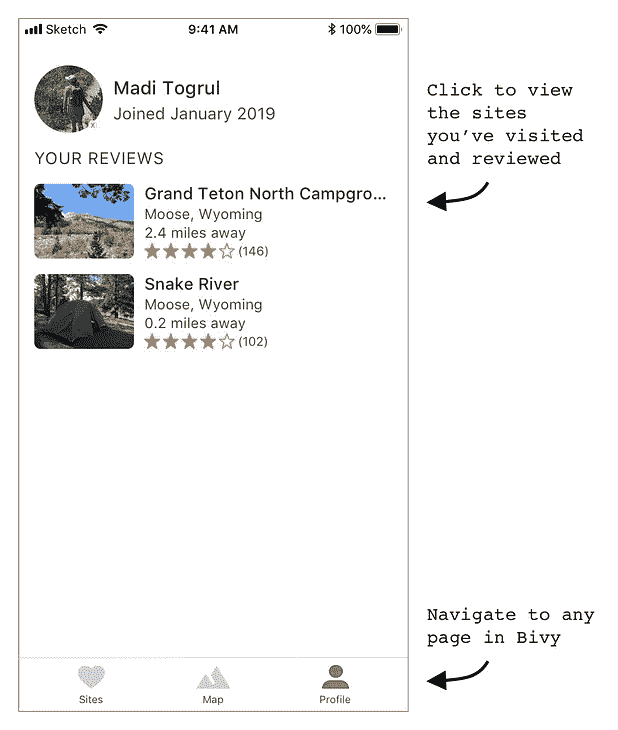 Sketch 9:41 AM 100%
Madi Togrul
Joined January 2019
YOUR REVIEWS
Grand Teton North Campgro...
Moose, Wyoming
2.4 miles away
(146)
Snake River
Moose, Wyoming
0.2 miles away
(102)
Sites Map Profile
Click to view
the sites
you’ve visited
and reviewed
Navigate to any
page in Bivy